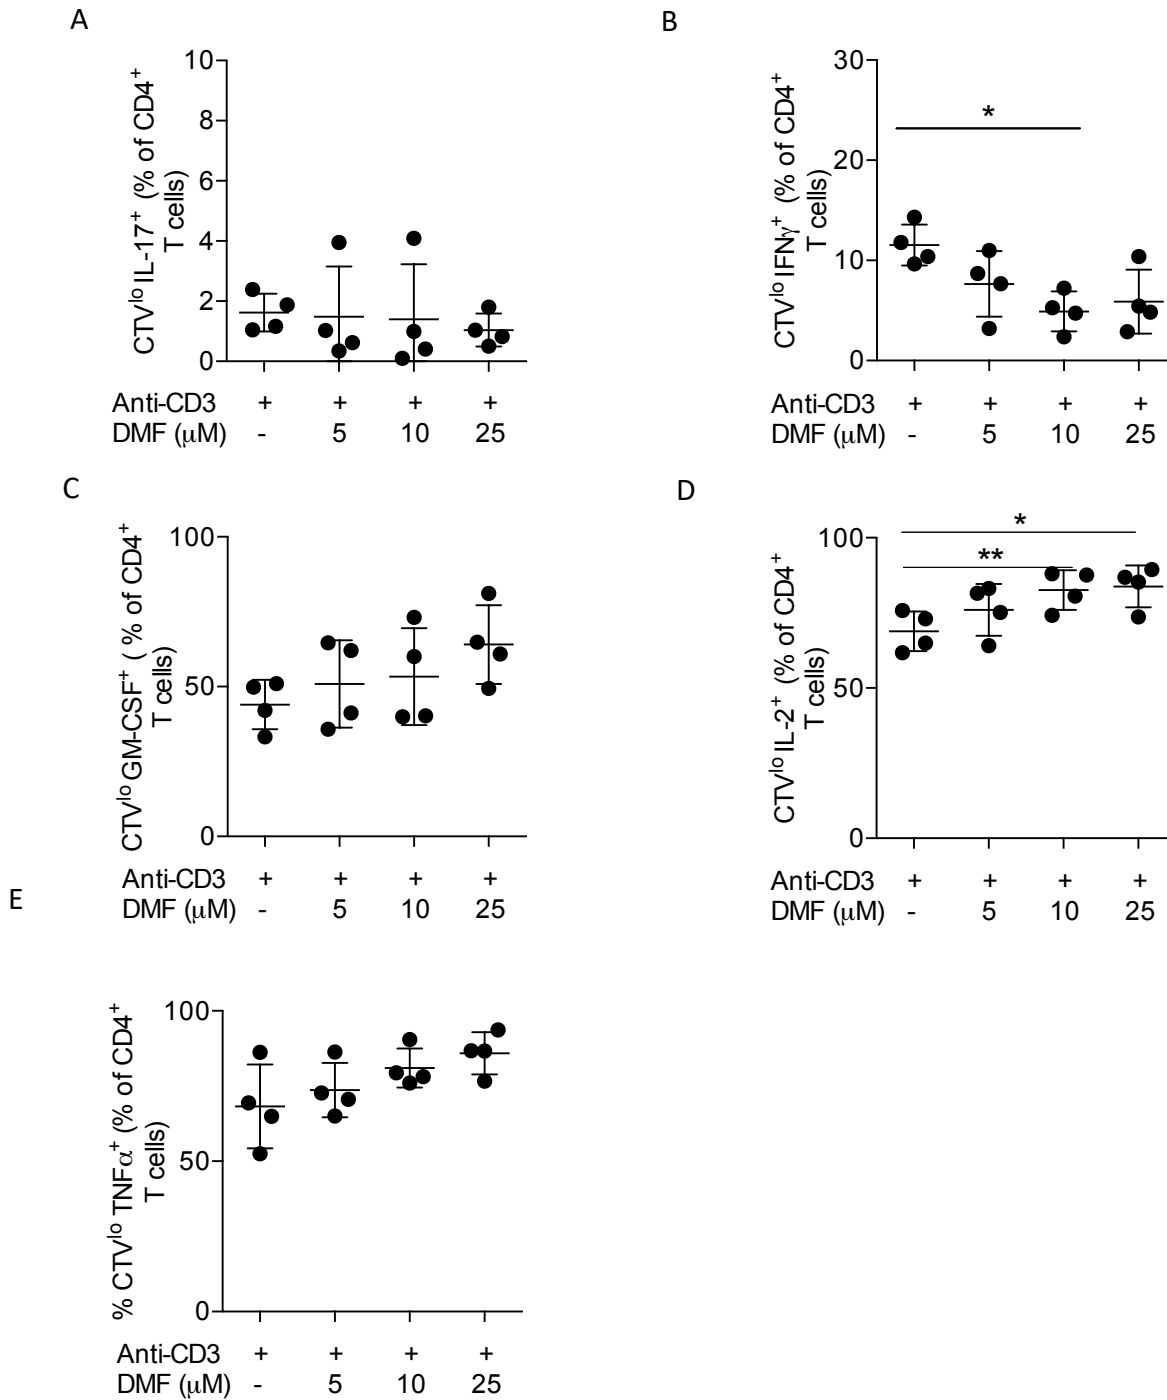 A
CTV^lo IL-17^+ (% of CD4^+
T cells)
10
8
6
4
2
0
Anti-CD3 + + + +
DMF (μM) - 5 10 25
B
CTV^lo IFNγ^+ (% of CD4^+
T cells)
30
20
10
0
*
Anti-CD3 + + + +
DMF (μM) - 5 10 25
C
CTV^lo GM-CSF^+ ( % of CD4^+
T cells)
100
50
0
Anti-CD3 + + + +
DMF (μM) - 5 10 25
D
CTV^lo IL-2^+ (% of CD4^+
T cells)
100
50
0
*
**
Anti-CD3 + + + +
DMF (μM) - 5 10 25
E
% CTV^lo TNFα^+ (% of CD4^+
T cells)
100
50
0
Anti-CD3 + + + +
DMF (μM) - 5 10 25